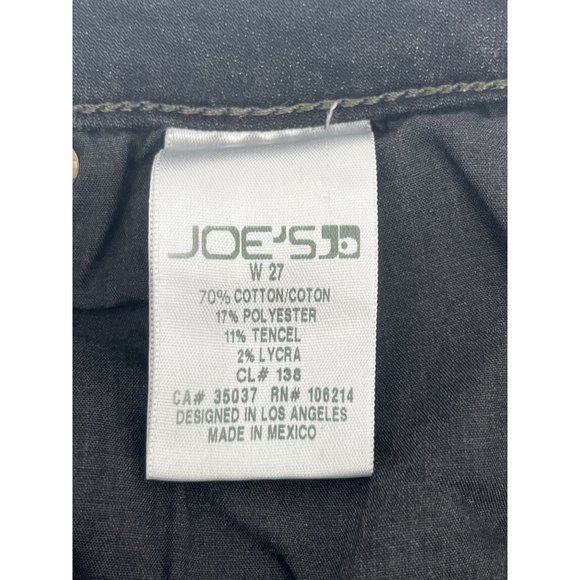 JOE'S
W 27
70% COTTON/COTON
17% POLYESTER
11% TENCEL
2% LYCRA
CL# 138
CA# 35037 RN# 106214
DESIGNED IN LOS ANGELES
MADE IN MEXICO